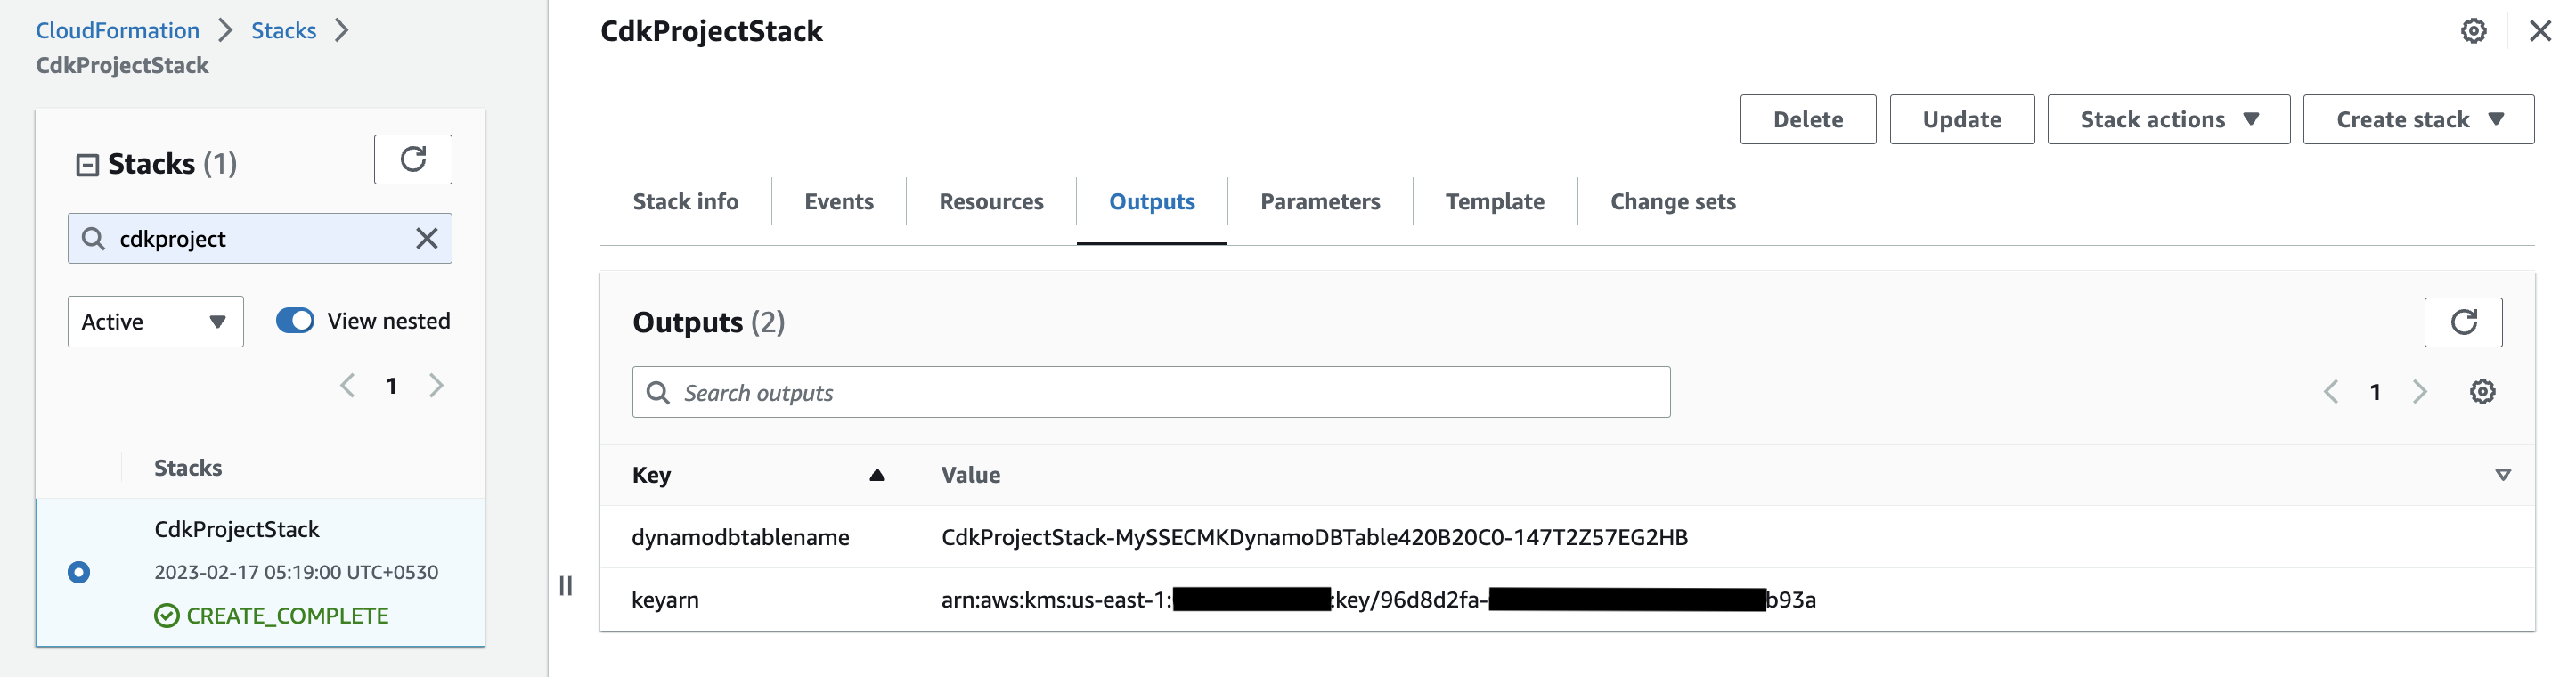 CloudFormation > Stacks >
CdkProjectStack
Stacks (1)
cdkproject
Active
View nested
1
Stacks
CdkProjectStack
2023-02-17 05:19:00 UTC+0530
CREATE_COMPLETE
CdkProjectStack
Delete Update Stack actions Create stack
Stack info Events Resources Outputs Parameters Template Change sets
Outputs (2)
Search outputs
1
Key Value
dynamodbtablename CdkProjectStack-MySSECMKDynamoDBTable420B20C0-147T2Z57EG2HB
keyarn arn:aws:kms:us-east-1: :key/96d8d2fa- b93a